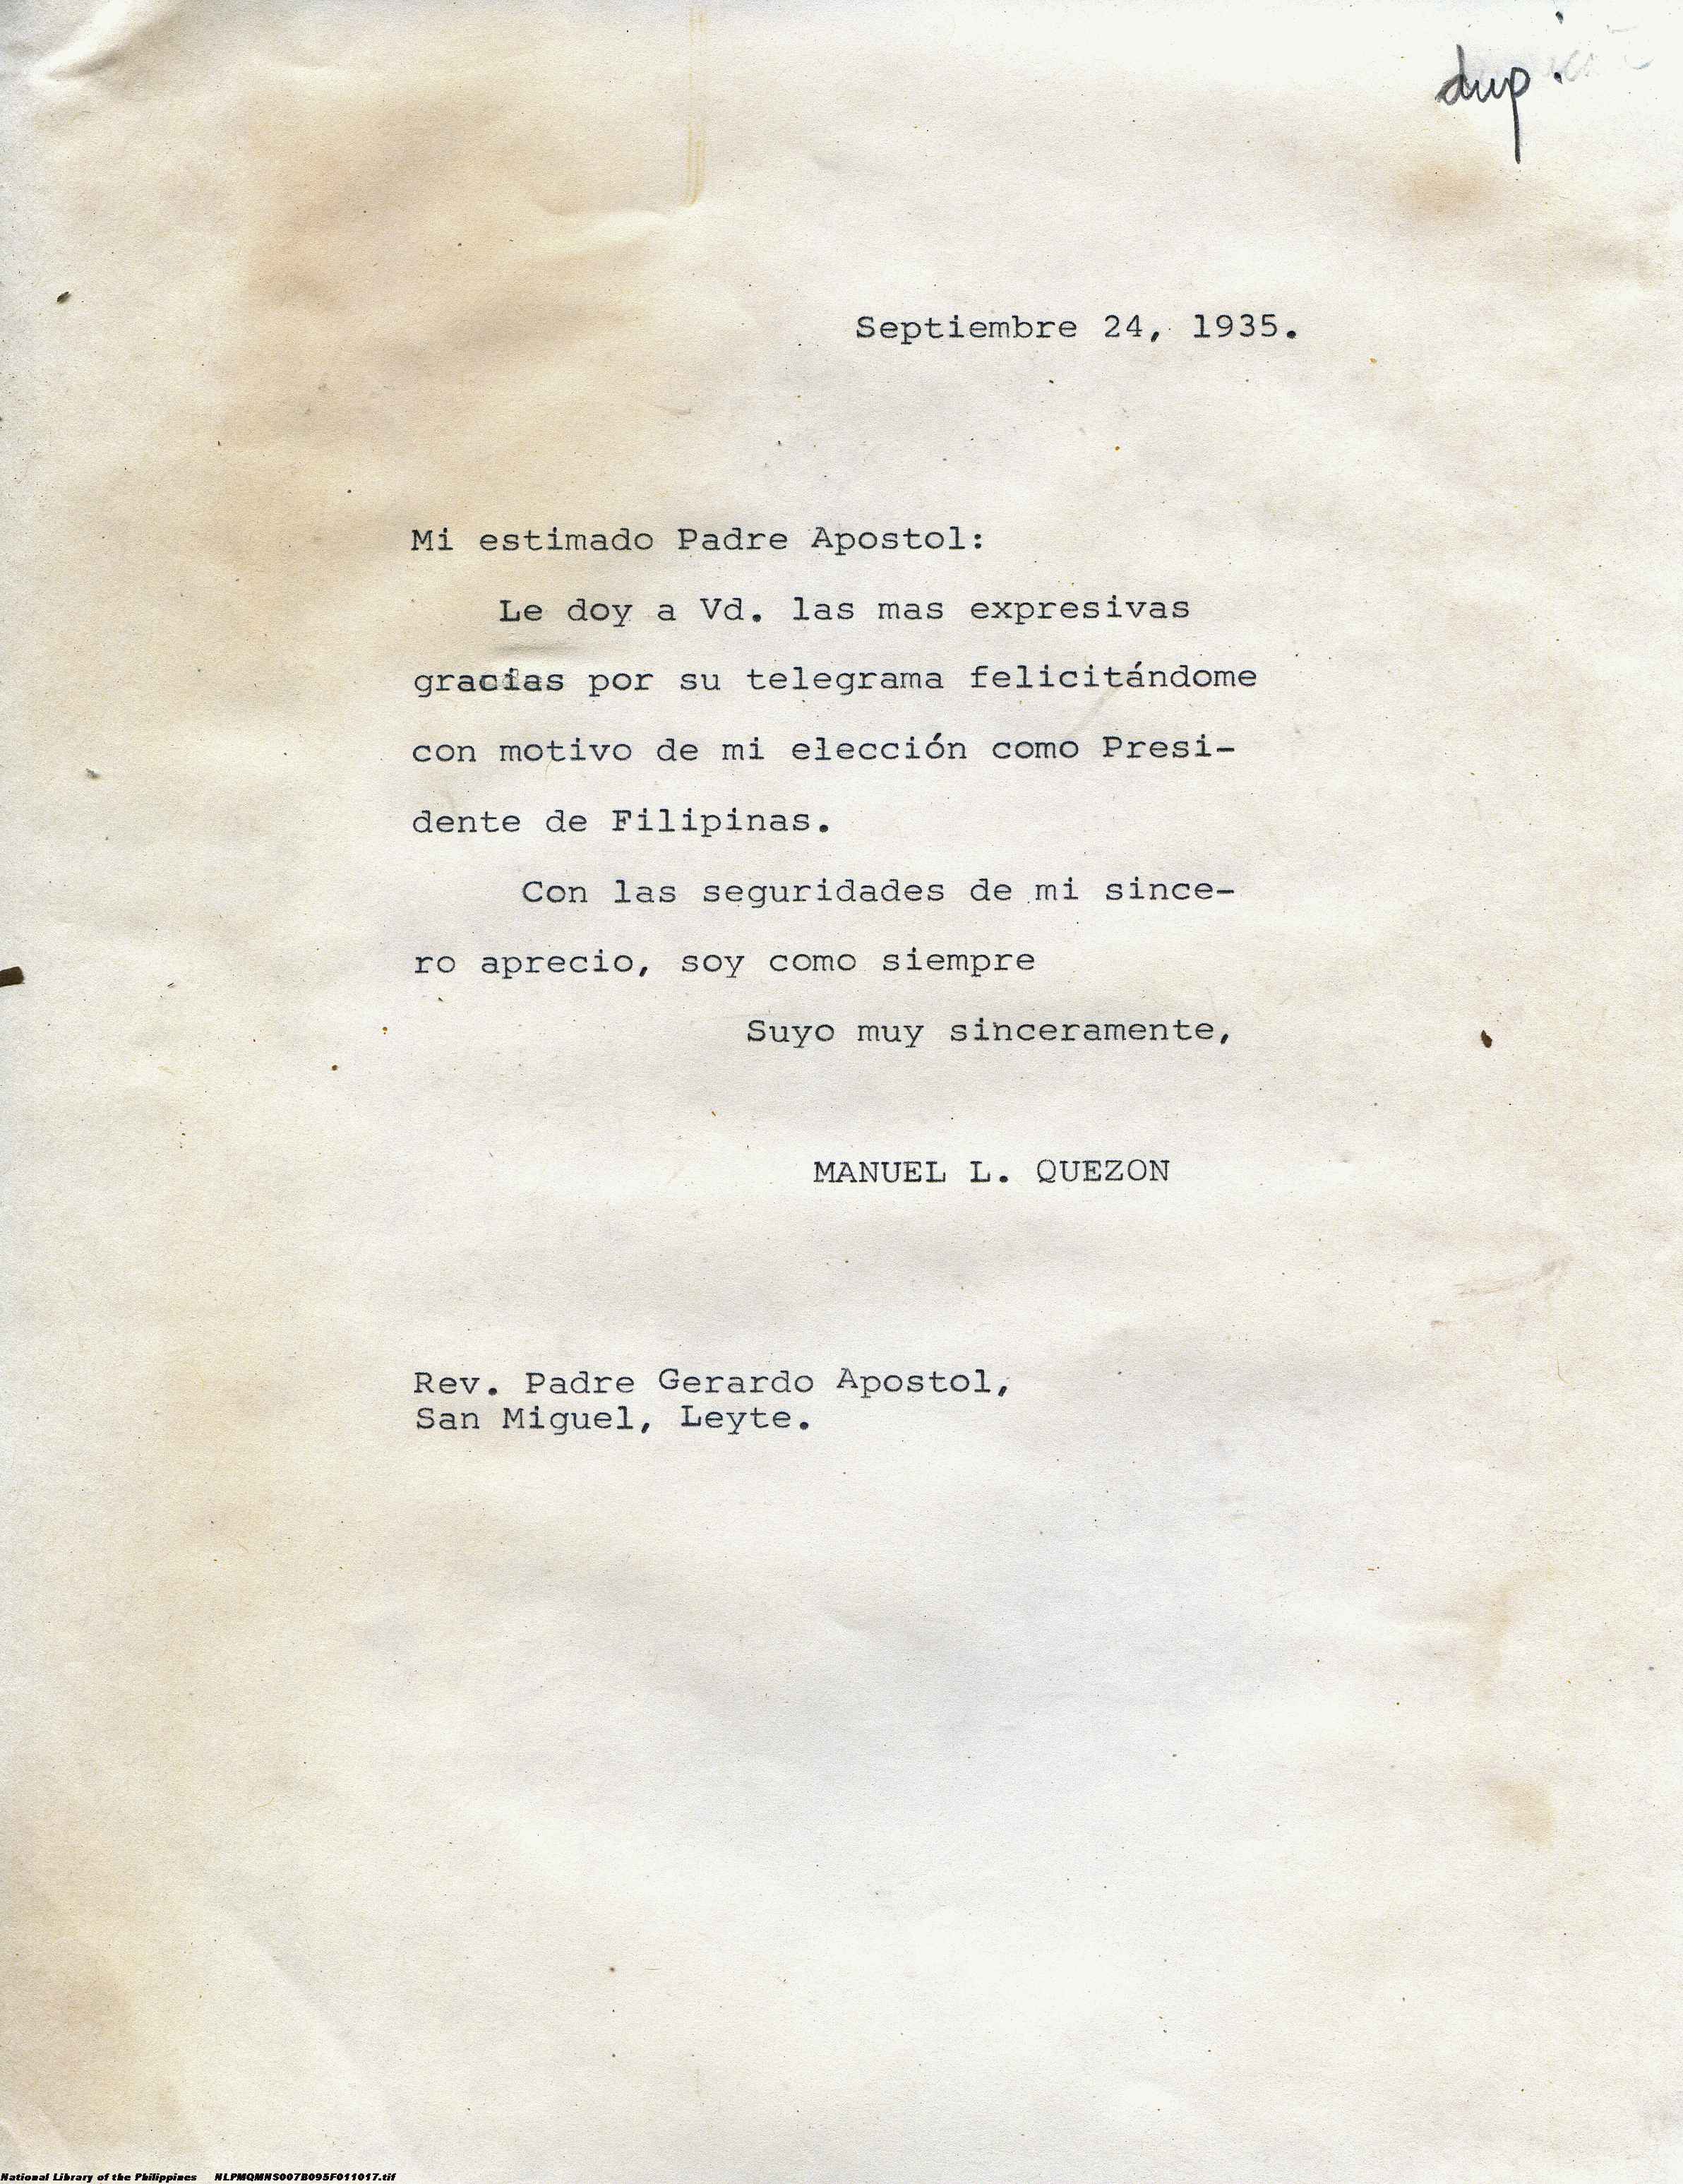 dup.
Septiembre 24, 1935.
Mi estimado Padre Apostol:
Le doy a Vd. las mas expresivas
gracias por su telegrama felicitándome
con motivo de mi elección como Presi-
dente de Filipinas.
Con las seguridades de mi since-
ro aprecio, soy como siempre
Suyo muy sinceramente,
MANUEL L. QUEZON
Rev. Padre Gerardo Apostol,
San Miguel, Leyte.
National Library of the Philippines NLPMQMNS007B095F011017.tif